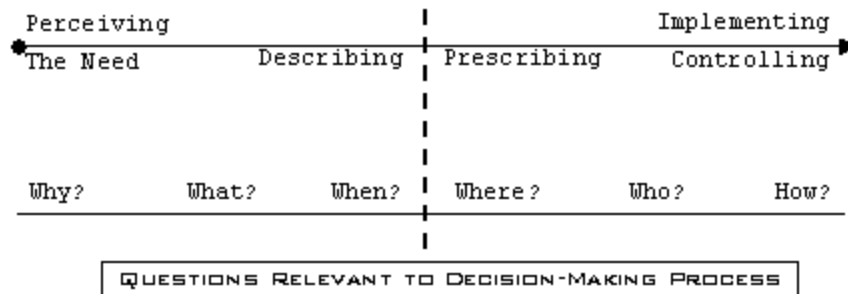 Perceiving Implementing
The Need Describing Prescribing Controlling
Why? What? When? Where? Who? How?
QUESTIONS RELEVANT TO DECISION-MAKING PROCESS